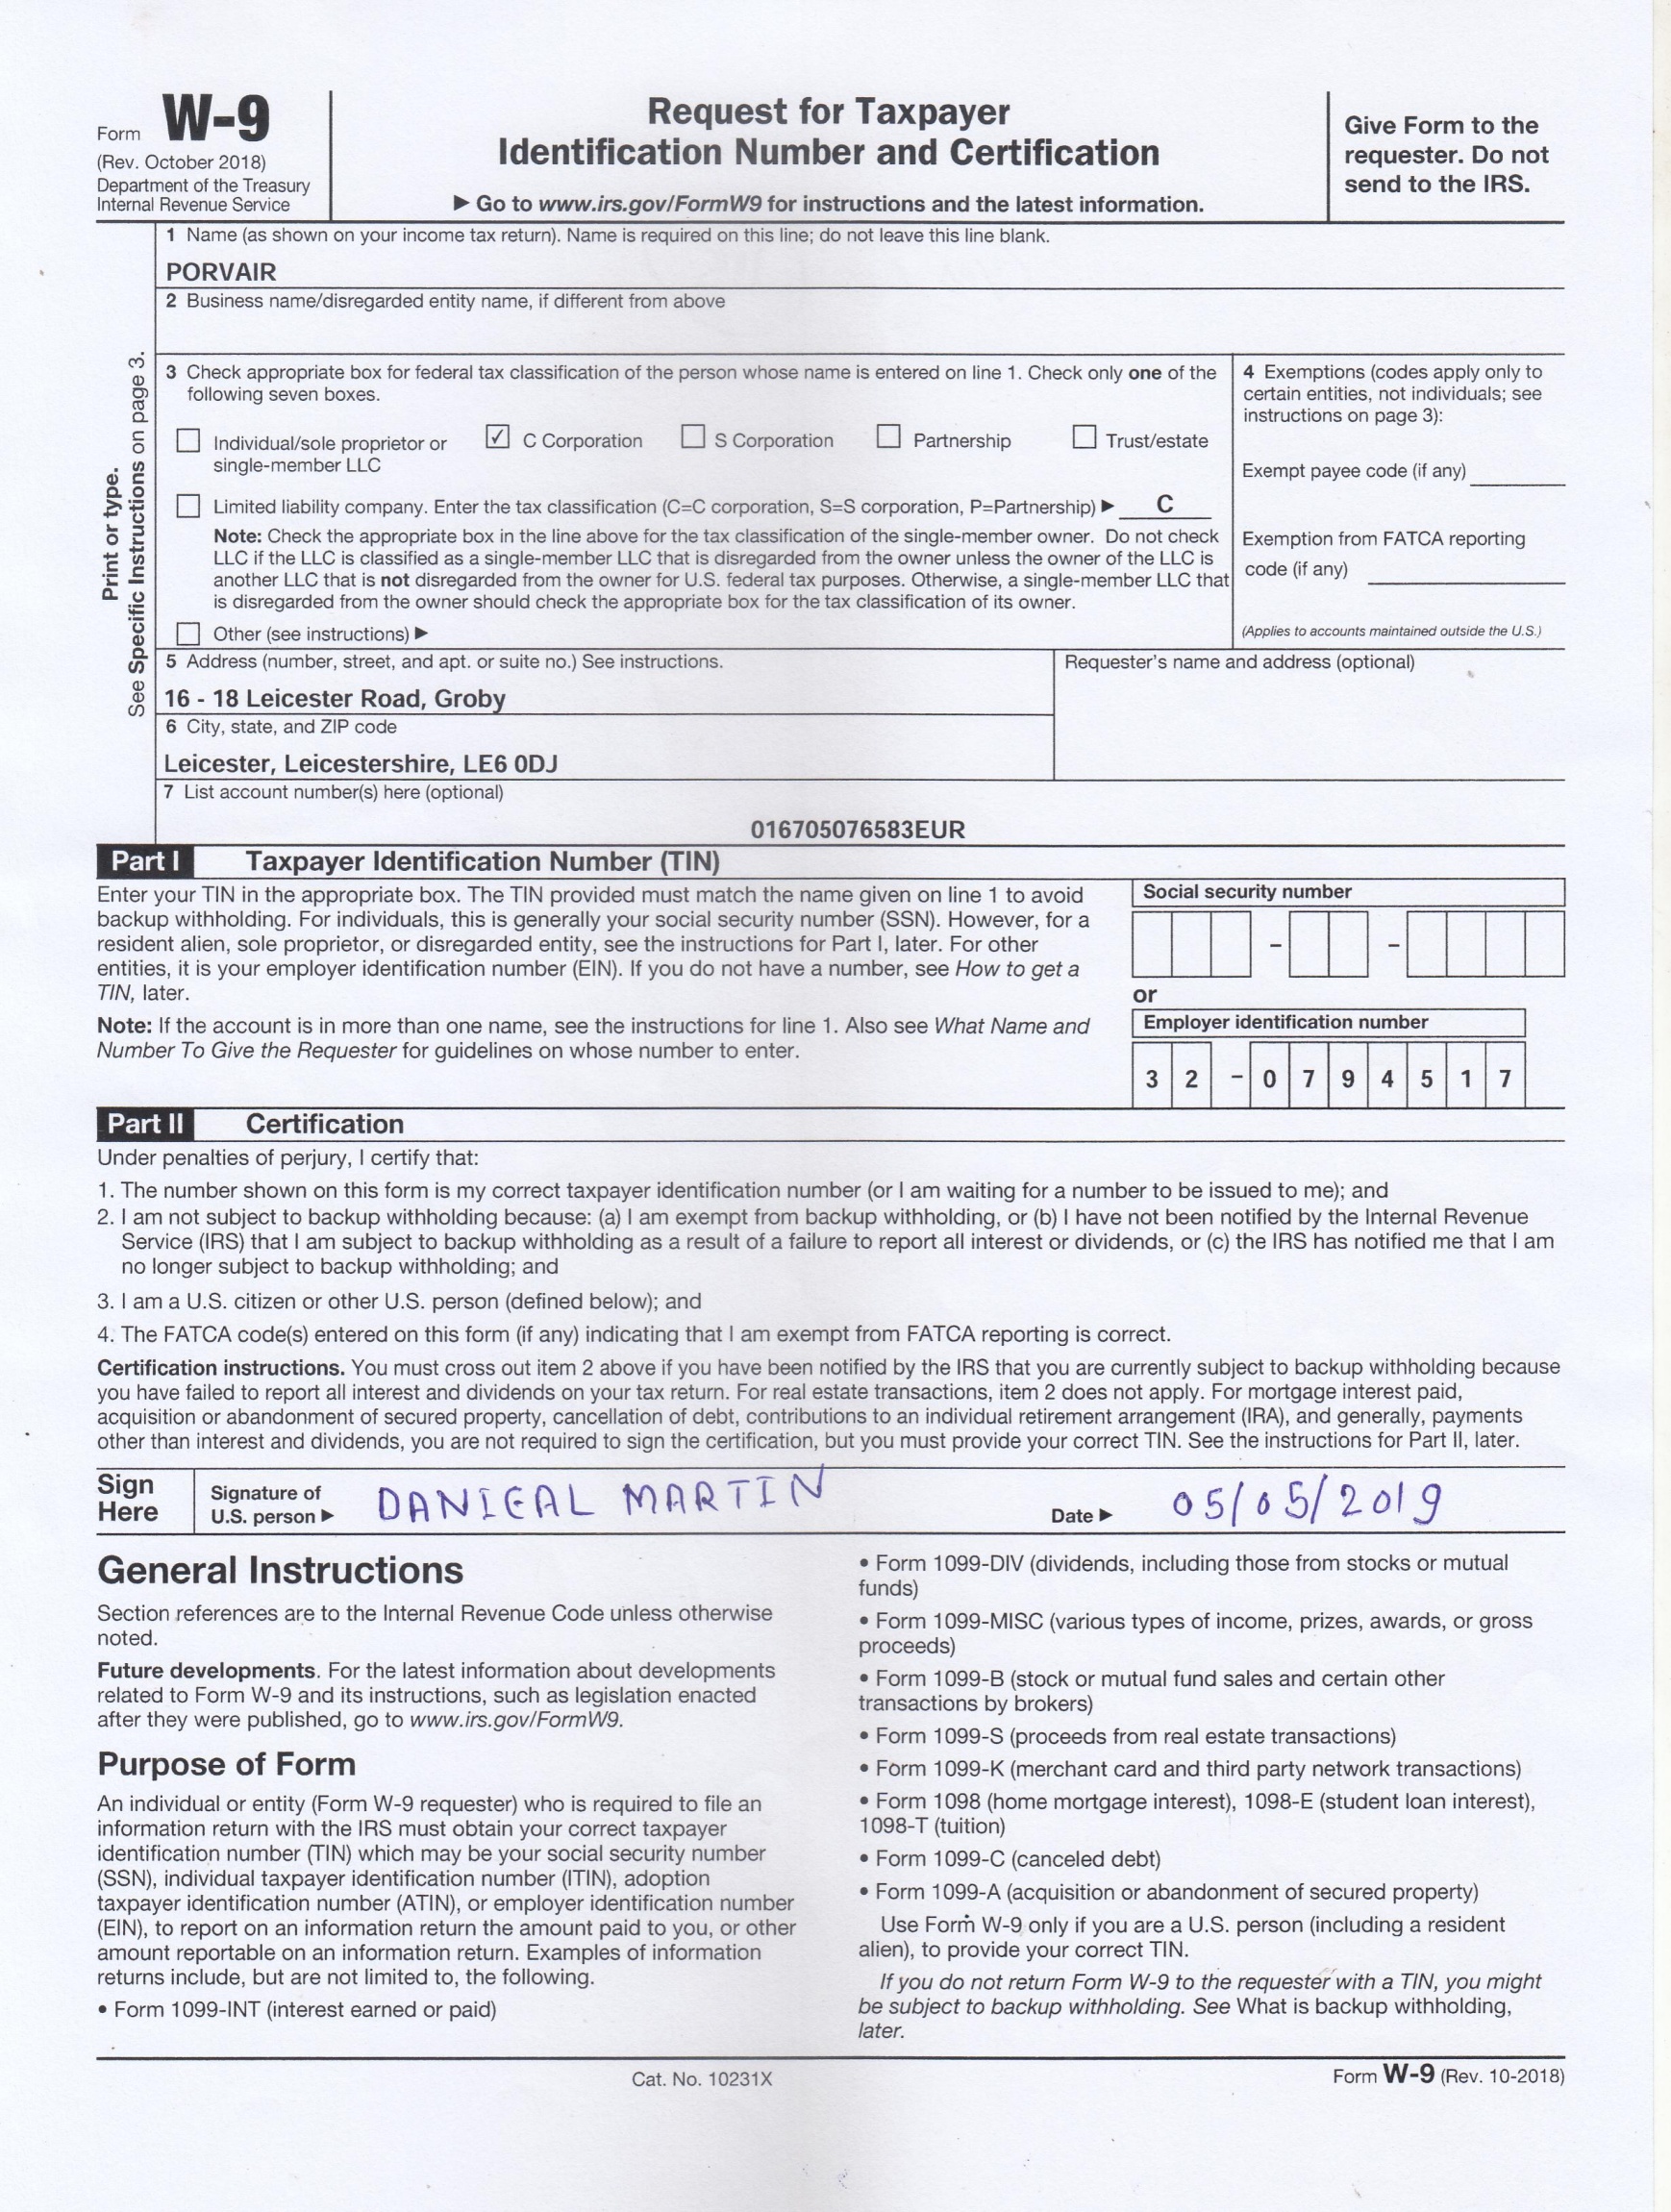 Form W-9
(Rev. October 2018)
Department of the Treasury
Internal Revenue Service
Request for Taxpayer
Identification Number and Certification
▶ Go to www.irs.gov/FormW9 for instructions and the latest information.
Give Form to the
requester. Do not
send to the IRS.
Print or type.
See Specific Instructions on page 3.
1 Name (as shown on your income tax return). Name is required on this line; do not leave this line blank.
PORVAIR
2 Business name/disregarded entity name, if different from above
3 Check appropriate box for federal tax classification of the person whose name is entered on line 1. Check only one of the
following seven boxes.
☐ Individual/sole proprietor or
single-member LLC
☑ C Corporation ☐ S Corporation ☐ Partnership ☐ Trust/estate
☐ Limited liability company. Enter the tax classification (C=C corporation, S=S corporation, P=Partnership) ▶ C
Note: Check the appropriate box in the line above for the tax classification of the single-member owner. Do not check
LLC if the LLC is classified as a single-member LLC that is disregarded from the owner unless the owner of the LLC is
another LLC that is not disregarded from the owner for U.S. federal tax purposes. Otherwise, a single-member LLC that
is disregarded from the owner should check the appropriate box for the tax classification of its owner.
☐ Other (see instructions) ▶
4 Exemptions (codes apply only to
certain entities, not individuals; see
instructions on page 3):
Exempt payee code (if any)
Exemption from FATCA reporting
code (if any)
(Applies to accounts maintained outside the U.S.)
5 Address (number, street, and apt. or suite no.) See instructions.
16 - 18 Leicester Road, Groby
6 City, state, and ZIP code
Leicester, Leicestershire, LE6 0DJ
Requester's name and address (optional)
7 List account number(s) here (optional)
016705076583EUR
Part I Taxpayer Identification Number (TIN)
Enter your TIN in the appropriate box. The TIN provided must match the name given on line 1 to avoid
backup withholding. For individuals, this is generally your social security number (SSN). However, for a
resident alien, sole proprietor, or disregarded entity, see the instructions for Part I, later. For other
entities, it is your employer identification number (EIN). If you do not have a number, see How to get a
TIN, later.
Note: If the account is in more than one name, see the instructions for line 1. Also see What Name and
Number To Give the Requester for guidelines on whose number to enter.
Social security number
– –
or
Employer identification number
3 2 – 0 7 9 4 5 1 7
Part II Certification
Under penalties of perjury, I certify that:
1. The number shown on this form is my correct taxpayer identification number (or I am waiting for a number to be issued to me); and
2. I am not subject to backup withholding because: (a) I am exempt from backup withholding, or (b) I have not been notified by the Internal Revenue
Service (IRS) that I am subject to backup withholding as a result of a failure to report all interest or dividends, or (c) the IRS has notified me that I am
no longer subject to backup withholding; and
3. I am a U.S. citizen or other U.S. person (defined below); and
4. The FATCA code(s) entered on this form (if any) indicating that I am exempt from FATCA reporting is correct.
Certification instructions. You must cross out item 2 above if you have been notified by the IRS that you are currently subject to backup withholding because
you have failed to report all interest and dividends on your tax return. For real estate transactions, item 2 does not apply. For mortgage interest paid,
acquisition or abandonment of secured property, cancellation of debt, contributions to an individual retirement arrangement (IRA), and generally, payments
other than interest and dividends, you are not required to sign the certification, but you must provide your correct TIN. See the instructions for Part II, later.
Sign
Here
Signature of
U.S. person ▶ DANIEAL MARTIN
Date ▶ 05/05/2019
General Instructions
Section references are to the Internal Revenue Code unless otherwise
noted.
Future developments. For the latest information about developments
related to Form W-9 and its instructions, such as legislation enacted
after they were published, go to www.irs.gov/FormW9.
Purpose of Form
An individual or entity (Form W-9 requester) who is required to file an
information return with the IRS must obtain your correct taxpayer
identification number (TIN) which may be your social security number
(SSN), individual taxpayer identification number (ITIN), adoption
taxpayer identification number (ATIN), or employer identification number
(EIN), to report on an information return the amount paid to you, or other
amount reportable on an information return. Examples of information
returns include, but are not limited to, the following.
• Form 1099-INT (interest earned or paid)
• Form 1099-DIV (dividends, including those from stocks or mutual
funds)
• Form 1099-MISC (various types of income, prizes, awards, or gross
proceeds)
• Form 1099-B (stock or mutual fund sales and certain other
transactions by brokers)
• Form 1099-S (proceeds from real estate transactions)
• Form 1099-K (merchant card and third party network transactions)
• Form 1098 (home mortgage interest), 1098-E (student loan interest),
1098-T (tuition)
• Form 1099-C (canceled debt)
• Form 1099-A (acquisition or abandonment of secured property)
Use Form W-9 only if you are a U.S. person (including a resident
alien), to provide your correct TIN.
If you do not return Form W-9 to the requester with a TIN, you might
be subject to backup withholding. See What is backup withholding,
later.
Cat. No. 10231X
Form W-9 (Rev. 10-2018)